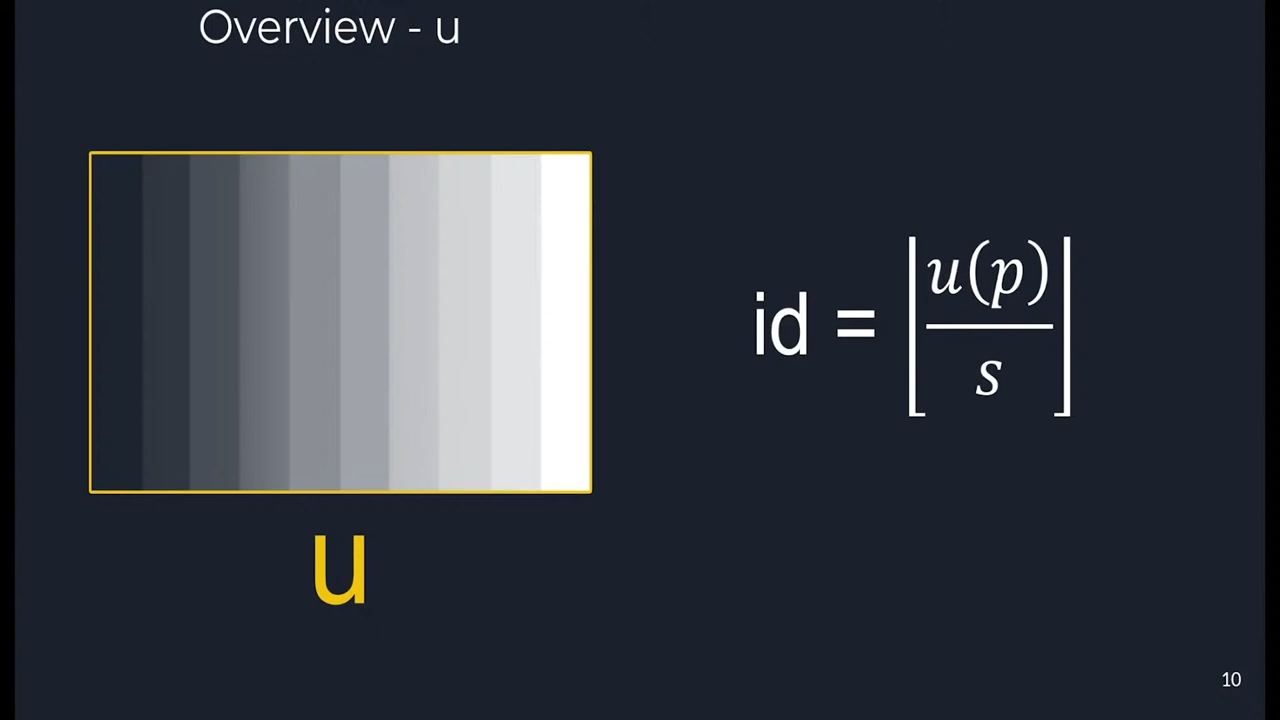 Overview - u
id = ⌊u(p)/s⌋
u
10